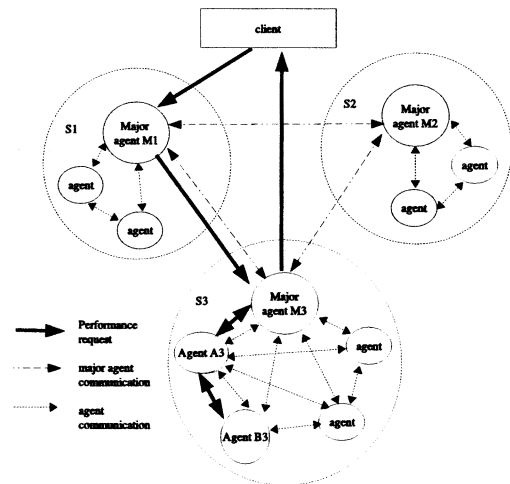 client
S1
Major
agent M1
agent
agent
S2
Major
agent M2
agent
agent
S3
Major
agent M3
Agent A3
agent
agent
Agent B3
Performance
request
major agent
communication
agent
communication